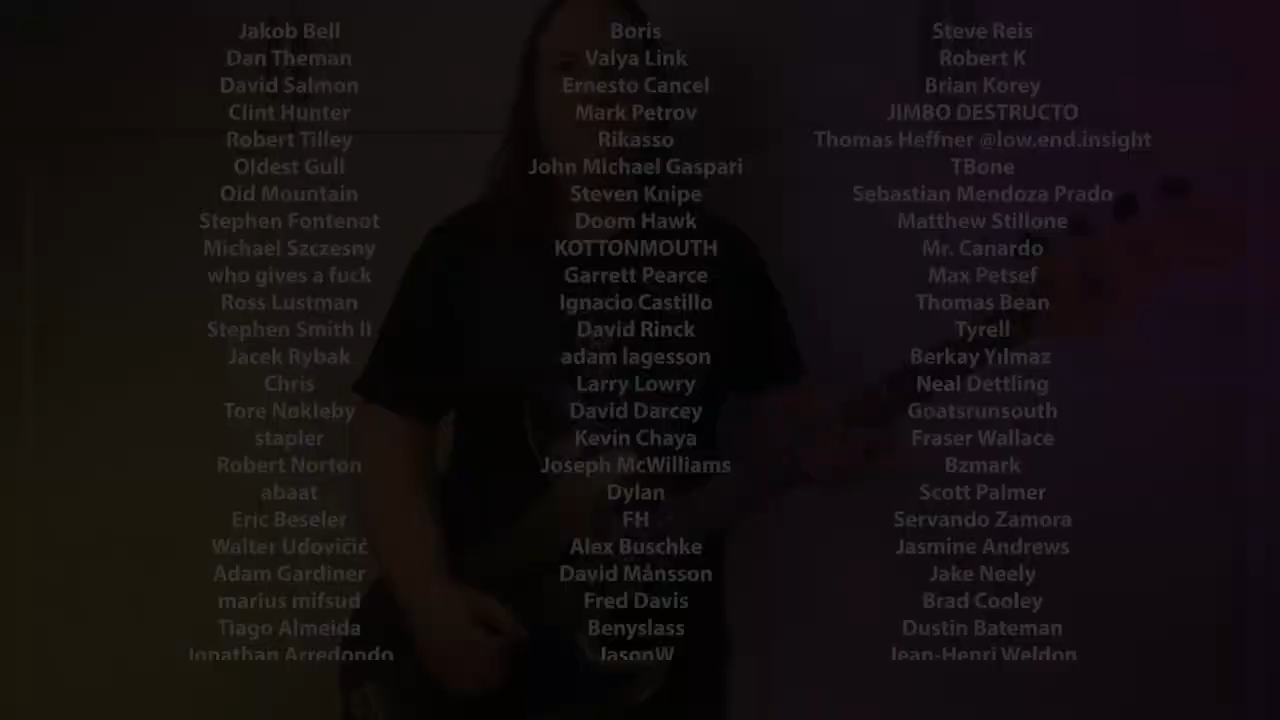 Jakob Bell
Dan Theman
David Salmon
Clint Hunter
Robert Tilley
Oldest Gull
Oid Mountain
Stephen Fontenot
Michael Szczesny
who gives a fuck
Ross Lustman
Stephen Smith II
Jacek Rybak
Chris
Tore Nøkleby
stapler
Robert Norton
abaat
Eric Beseler
Walter Udovičić
Adam Gardiner
marius mifsud
Tiago Almeida
Jonathan Arredondo
Boris
Valya Link
Ernesto Cancel
Mark Petrov
Rikasso
John Michael Gaspari
Steven Knipe
Doom Hawk
KOTTONMOUTH
Garrett Pearce
Ignacio Castillo
David Rinck
adam lagesson
Larry Lowry
David Darcey
Kevin Chaya
Joseph McWilliams
Dylan
FH
Alex Buschke
David Månsson
Fred Davis
Benyslass
JasonW
Steve Reis
Robert K
Brian Korey
JIMBO DESTRUCTO
Thomas Heffner @low.end.insight
TBone
Sebastian Mendoza Prado
Matthew Stillone
Mr. Canardo
Max Petsef
Thomas Bean
Tyrell
Berkay Yılmaz
Neal Dettling
Goatsrunsouth
Fraser Wallace
Bzmark
Scott Palmer
Servando Zamora
Jasmine Andrews
Jake Neely
Brad Cooley
Dustin Bateman
Jean-Henri Weldon